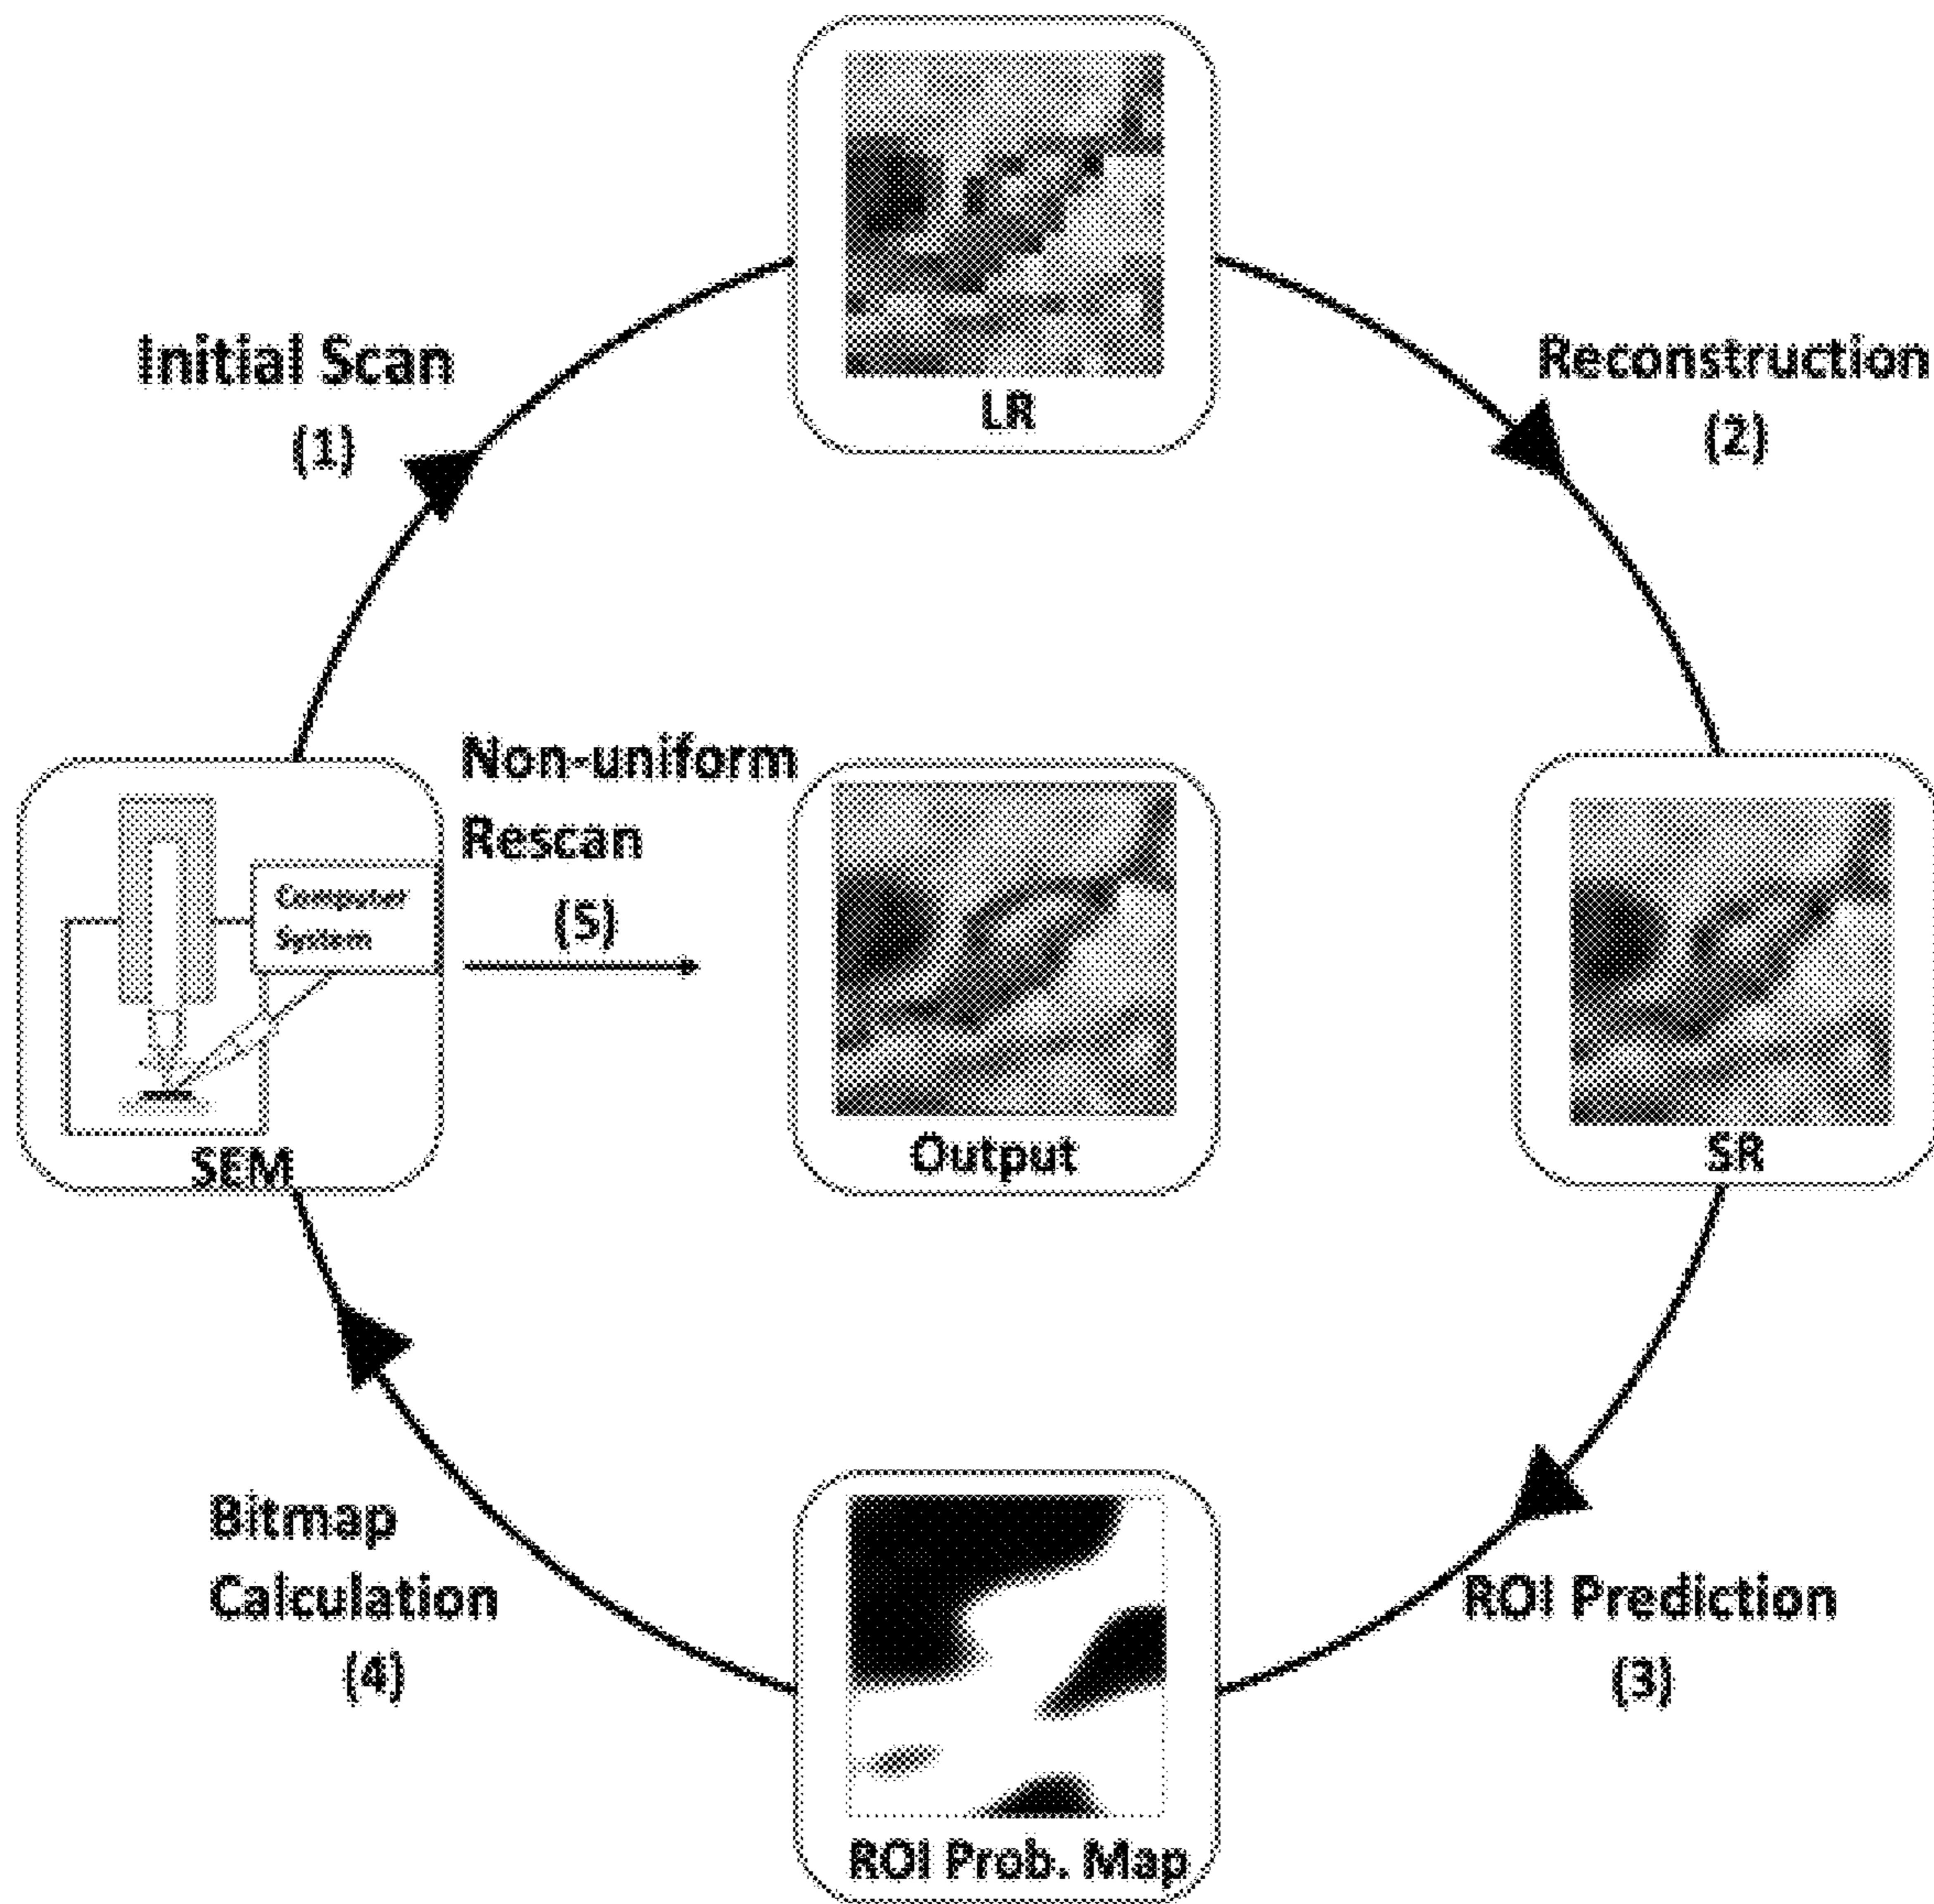 LR
Initial Scan
(1)
Reconstruction
(2)
Non-uniform
Rescan
(5)
Computer
System
SEM
Output
SR
Bitmap
Calculation
(4)
ROI Prediction
(3)
ROI Prob. Map